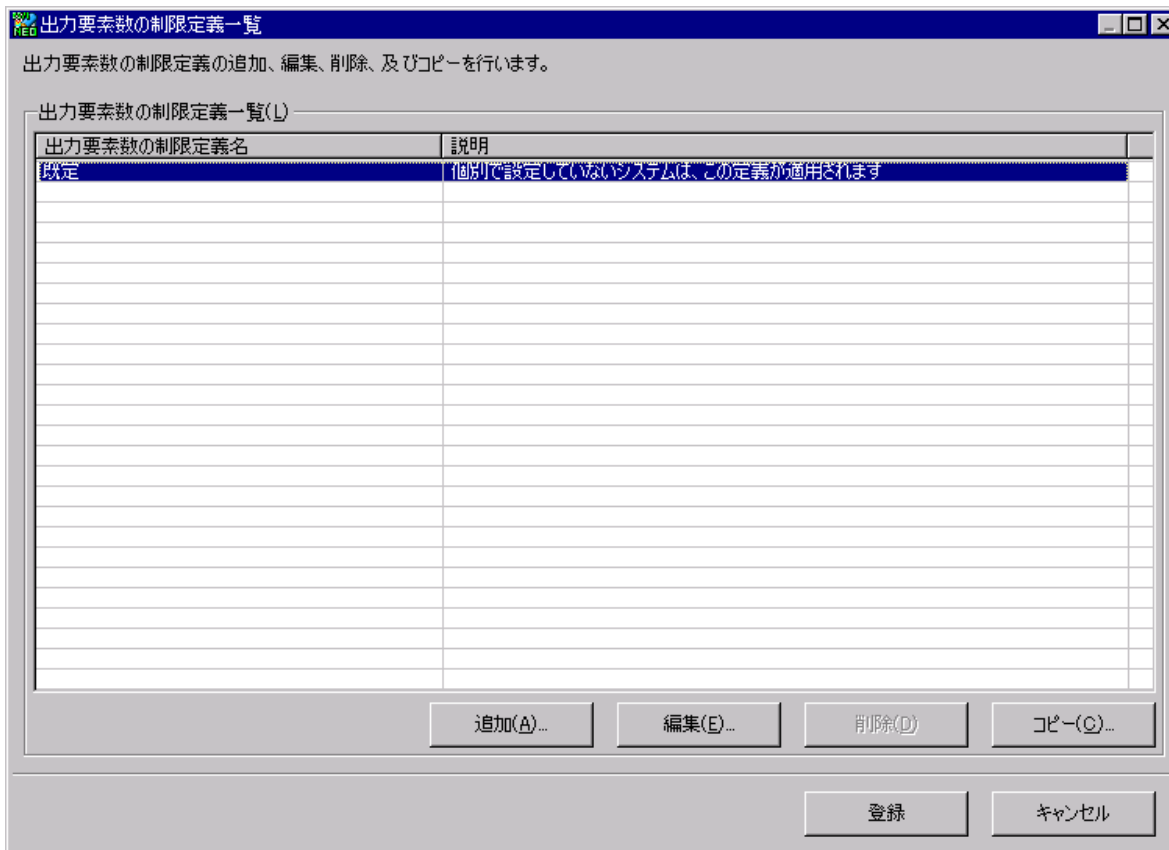 出力要素数の制限定義一覧
出力要素数の制限定義の追加、編集、削除、及びコピーを行います。
出力要素数の制限定義一覧(L)
出力要素数の制限定義名 説明
既定 個別で設定していないシステムは、この定義が適用されます
追加(A)... 編集(E)... 削除(D) コピー(C)...
登録 キャンセル